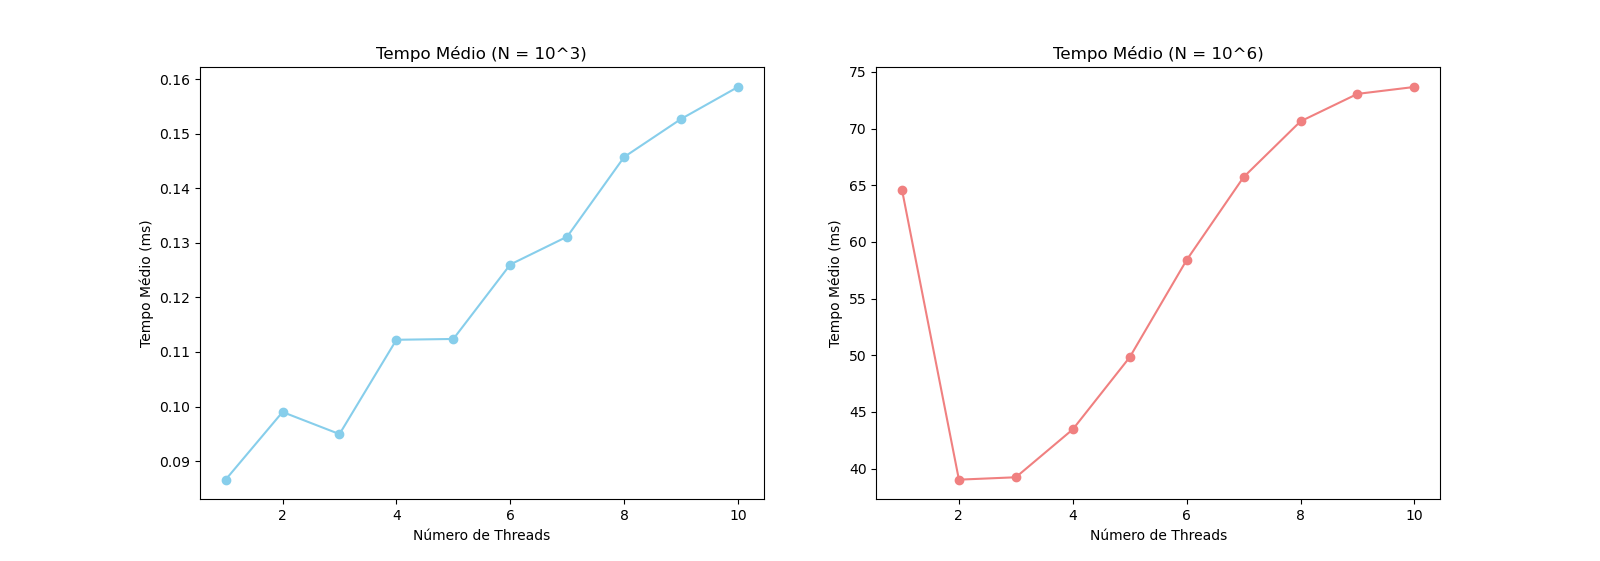 Tempo Médio (N = 10^3)
0.16
0.15
0.14
0.13
0.12
0.11
0.10
0.09
Tempo Médio (ms)
2 4 6 8 10
Número de Threads
Tempo Médio (N = 10^6)
75
70
65
60
55
50
45
40
Tempo Médio (ms)
2 4 6 8 10
Número de Threads